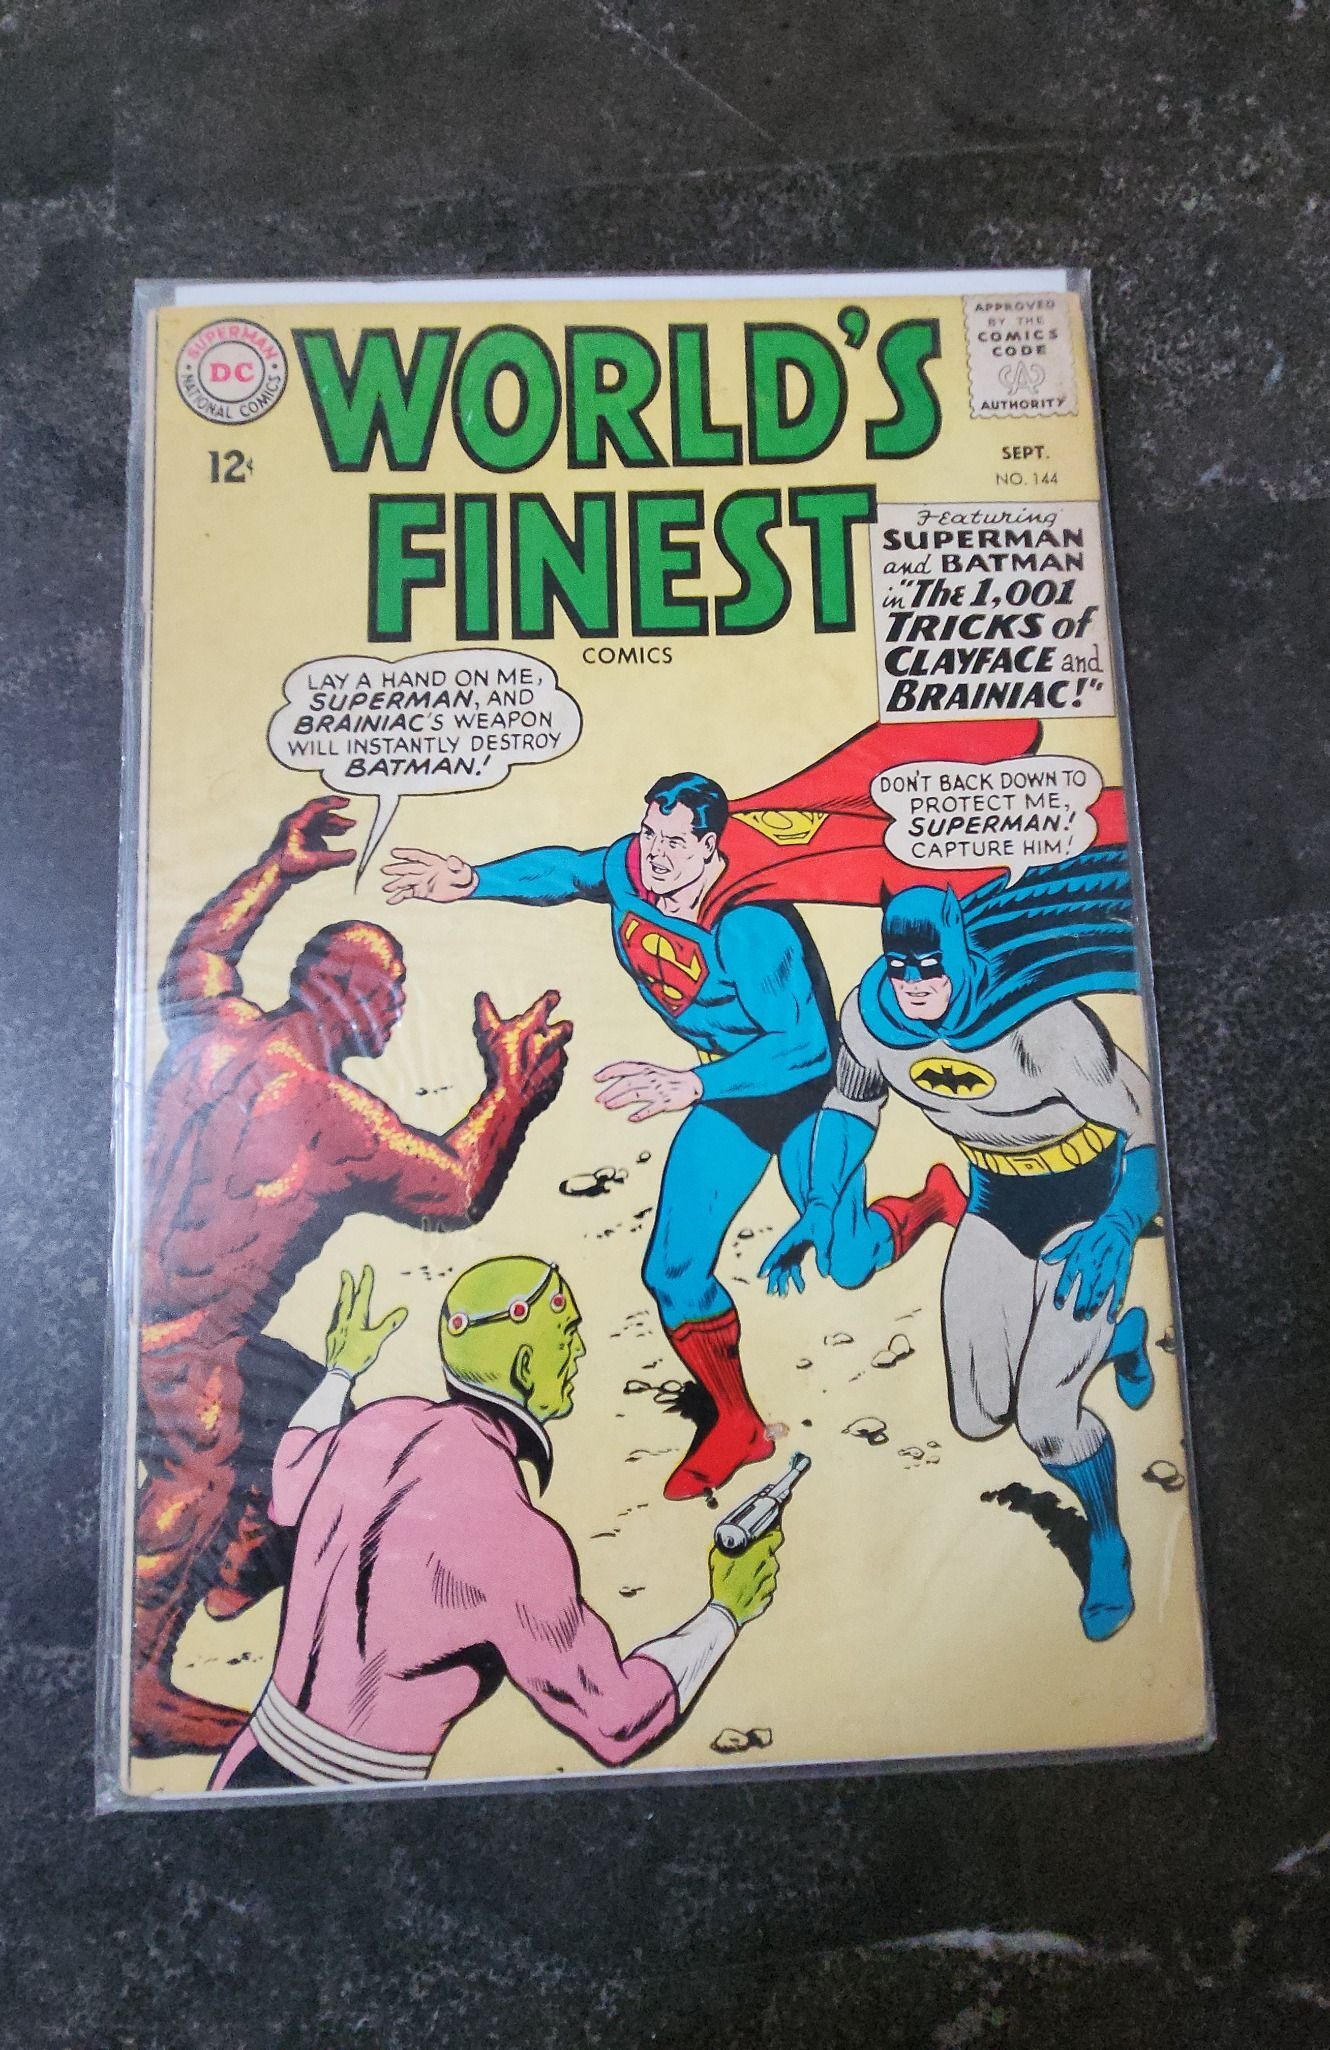 SUPERMAN
DC
NATIONAL COMICS
12¢
WORLD'S
FINEST
COMICS
APPROVED
BY THE
COMICS
CODE
CA
AUTHORITY
SEPT.
NO. 144
Featuring
SUPERMAN
and BATMAN
in "The 1,001
TRICKS of
CLAYFACE and
BRAINIAC!"
LAY A HAND ON ME,
SUPERMAN, AND
BRAINIAC'S WEAPON
WILL INSTANTLY DESTROY
BATMAN!
DON'T BACK DOWN TO
PROTECT ME,
SUPERMAN!
CAPTURE HIM!